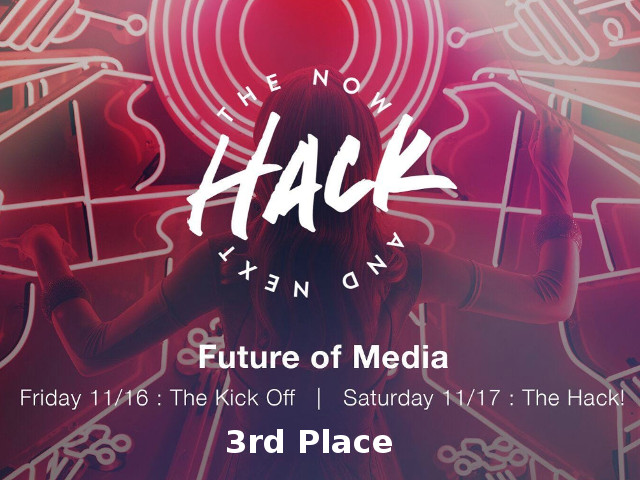 THE NOW
HACK
AND NEXT
Future of Media
Friday 11/16 : The Kick Off | Saturday 11/17 : The Hack!
3rd Place